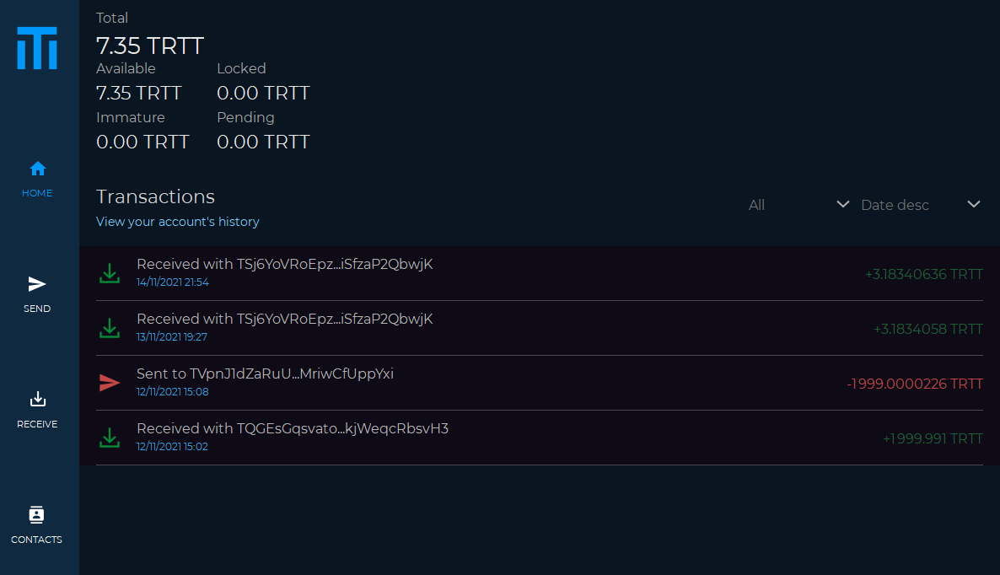 iTi
Total
7.35 TRTT
Available Locked
7.35 TRTT 0.00 TRTT
Immature Pending
0.00 TRTT 0.00 TRTT
HOME
Transactions
View your account's history
All Date desc
SEND
RECEIVE
CONTACTS
Received with TSj6YoVRoEpz...iSfzaP2QbwjK
14/11/2021 21:54
+3.18340636 TRTT
Received with TSj6YoVRoEpz...iSfzaP2QbwjK
13/11/2021 19:27
+3.1834058 TRTT
Sent to TVpnJ1dZaRuU...MriwCfUppYxi
12/11/2021 15:08
-1999.0000226 TRTT
Received with TQGEsGqsvato...kjWeqcRbsvH3
12/11/2021 15:02
+1999.991 TRTT